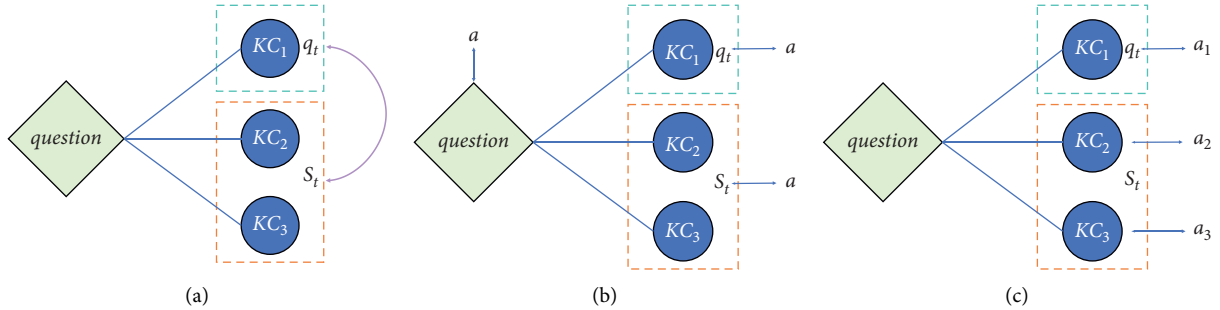 question
KC₁
qₜ
KC₂
Sₜ
KC₃
(a)
a
question
KC₁
qₜ
a
KC₂
Sₜ
a
KC₃
(b)
question
KC₁
qₜ
a₁
KC₂
a₂
Sₜ
KC₃
a₃
(c)